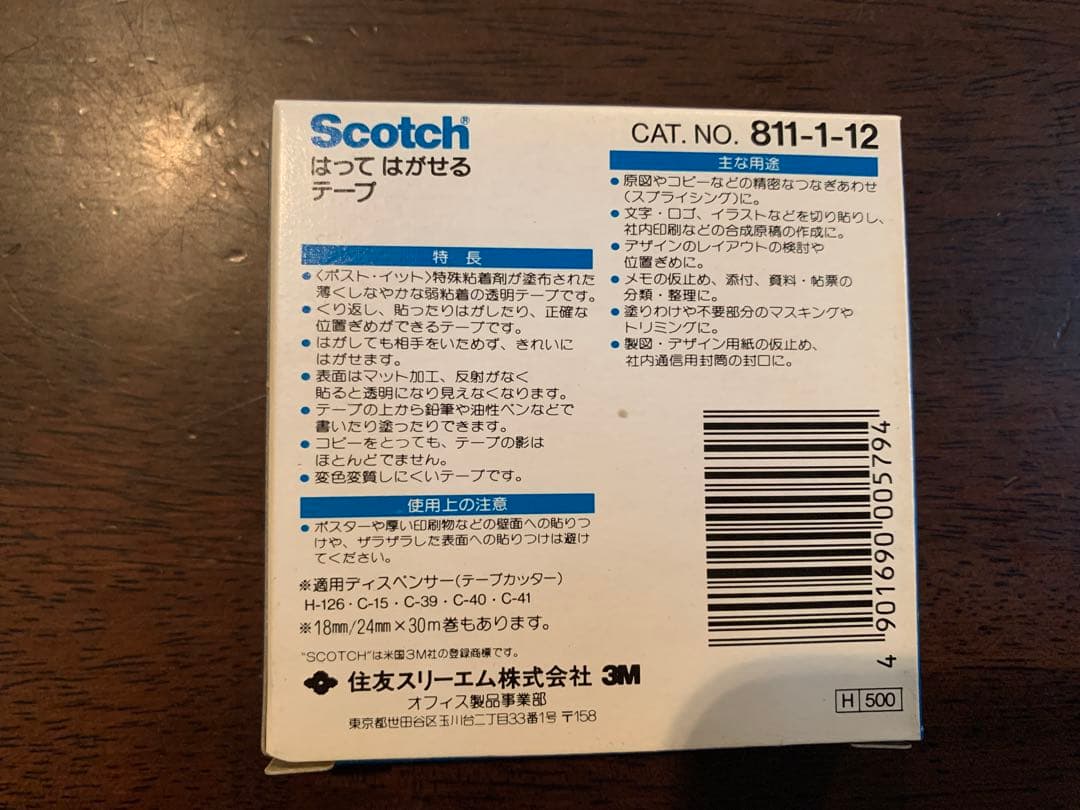 Scotch®
はって はがせる
テープ
特長
● 〈ポスト・イット〉特殊粘着剤が塗布された
薄くしなやかな弱粘着の透明テープです。
● くり返し、貼ったりはがしたり、正確な
位置ぎめができるテープです。
● はがしても相手をいためず、きれいに
はがせます。
● 表面はマット加工、反射がなく
貼ると透明になり見えなくなります。
● テープの上から鉛筆や油性ペンなどで
書いたり塗ったりできます。
● コピーをとっても、テープの影は
ほとんどでません。
● 変色変質しにくいテープです。
使用上の注意
● ポスターや厚い印刷物などの壁面への貼りつ
けや、ザラザラした表面への貼りつけは避け
てください。
※適用ディスペンサー(テープカッター)
H-126・C-15・C-39・C-40・C-41
※18mm/24mm×30m巻もあります。
"SCOTCH"は米国3M社の登録商標です。
住友スリーエム株式会社 3M
オフィス製品事業部
東京都世田谷区玉川台二丁目33番1号 〒158
CAT. NO. 811-1-12
主な用途
● 原図やコピーなどの精密なつなぎあわせ
(スプライシング)に。
● 文字・ロゴ、イラストなどを切り貼りし、
社内印刷などの合成原稿の作成に。
● デザインのレイアウトの検討や
位置ぎめに。
● メモの仮止め、添付、資料・帖票の
分類・整理に。
● 塗りわけや不要部分のマスキングや
トリミングに。
● 製図・デザイン用紙の仮止め、
社内通信用封筒の封口に。
4 901690 005794
H 500